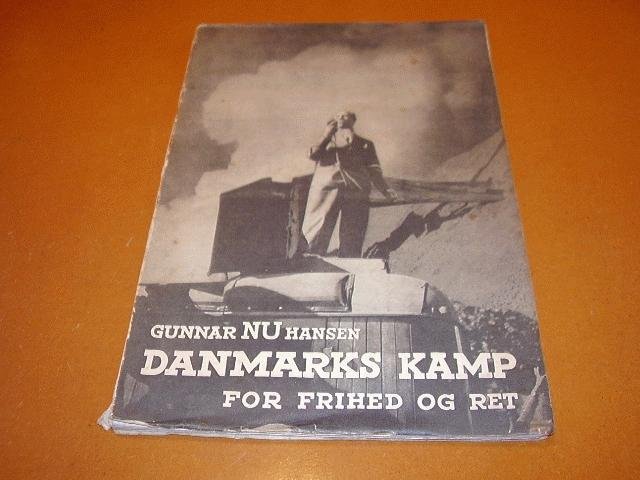 GUNNAR NU HANSEN
DANMARKS KAMP
FOR FRIHED OG RET